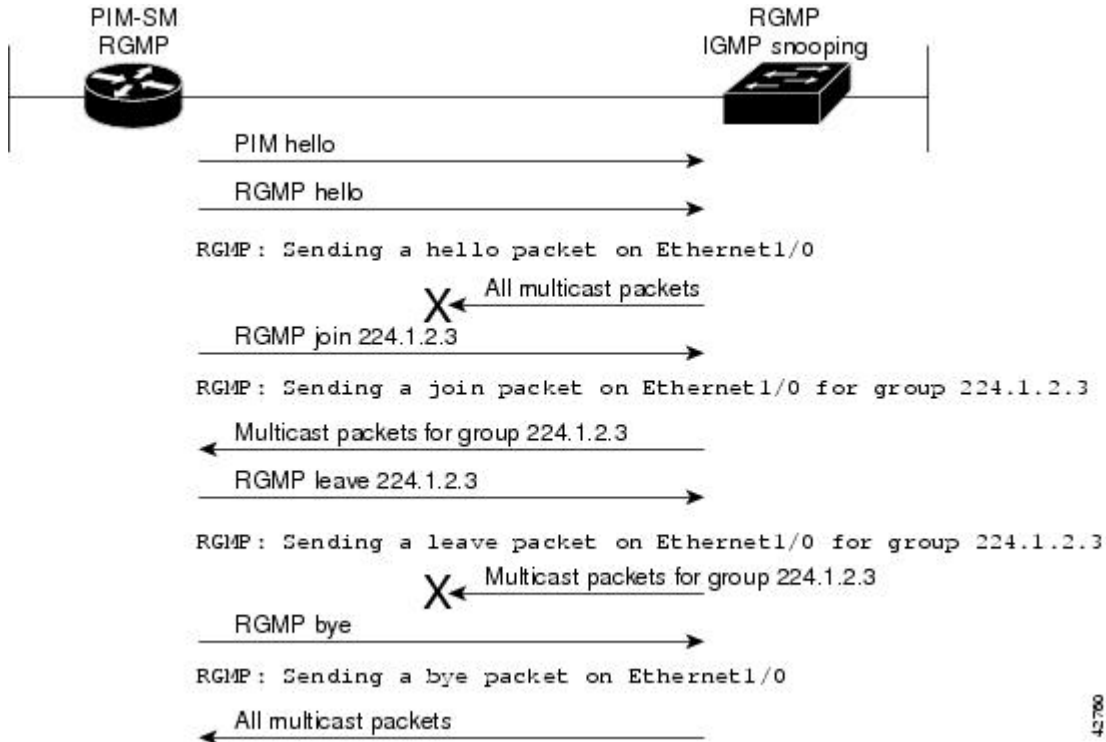 PIM-SM
RGMP
RGMP
IGMP snooping
PIM hello
RGMP hello
RGMP: Sending a hello packet on Ethernet1/0
All multicast packets
X
RGMP join 224.1.2.3
RGMP: Sending a join packet on Ethernet1/0 for group 224.1.2.3
Multicast packets for group 224.1.2.3
RGMP leave 224.1.2.3
RGMP: Sending a leave packet on Ethernet1/0 for group 224.1.2.3
Multicast packets for group 224.1.2.3
X
RGMP bye
RGMP: Sending a bye packet on Ethernet1/0
All multicast packets
42760